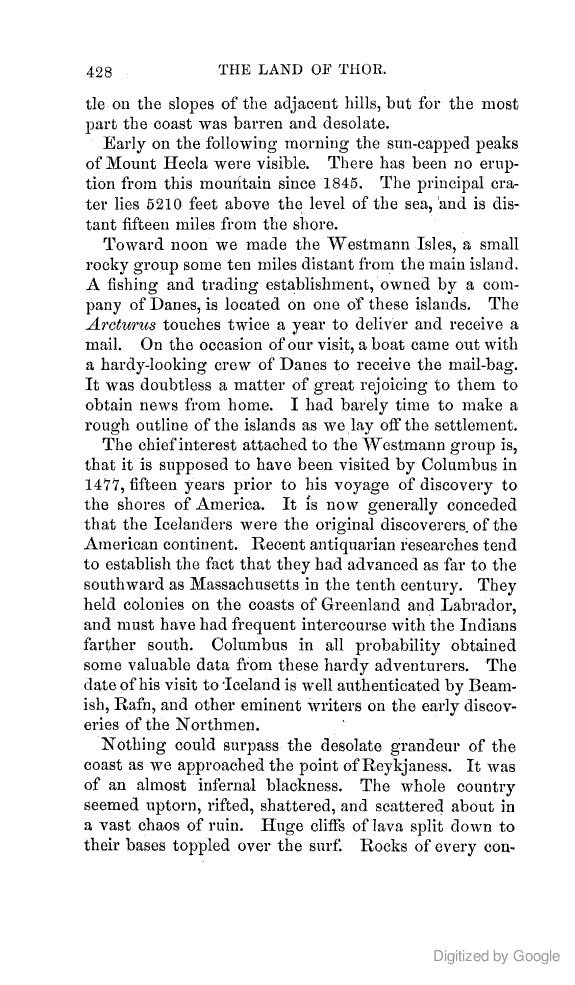 428 THE LAND OF THOR.
tle on the slopes of the adjacent hills, but for the most
part the coast was barren and desolate.
Early on the following morning the sun-capped peaks
of Mount Hecla were visible. There has been no erup-
tion from this mountain since 1845. The principal cra-
ter lies 5210 feet above the level of the sea, and is dis-
tant fifteen miles from the shore.
Toward noon we made the Westmann Isles, a small
rocky group some ten miles distant from the main island.
A fishing and trading establishment, owned by a com-
pany of Danes, is located on one of these islands. The
Arcturus touches twice a year to deliver and receive a
mail. On the occasion of our visit, a boat came out with
a hardy-looking crew of Danes to receive the mail-bag.
It was doubtless a matter of great rejoicing to them to
obtain news from home. I had barely time to make a
rough outline of the islands as we lay off the settlement.
The chief interest attached to the Westmann group is,
that it is supposed to have been visited by Columbus in
1477, fifteen years prior to his voyage of discovery to
the shores of America. It is now generally conceded
that the Icelanders were the original discoverers of the
American continent. Recent antiquarian researches tend
to establish the fact that they had advanced as far to the
southward as Massachusetts in the tenth century. They
held colonies on the coasts of Greenland and Labrador,
and must have had frequent intercourse with the Indians
farther south. Columbus in all probability obtained
some valuable data from these hardy adventurers. The
date of his visit to Iceland is well authenticated by Beam-
ish, Rafn, and other eminent writers on the early discov-
eries of the Northmen.
Nothing could surpass the desolate grandeur of the
coast as we approached the point of Reykjaness. It was
of an almost infernal blackness. The whole country
seemed uptorn, rifted, shattered, and scattered about in
a vast chaos of ruin. Huge cliffs of lava split down to
their bases toppled over the surf. Rocks of every con-
Digitized by Google